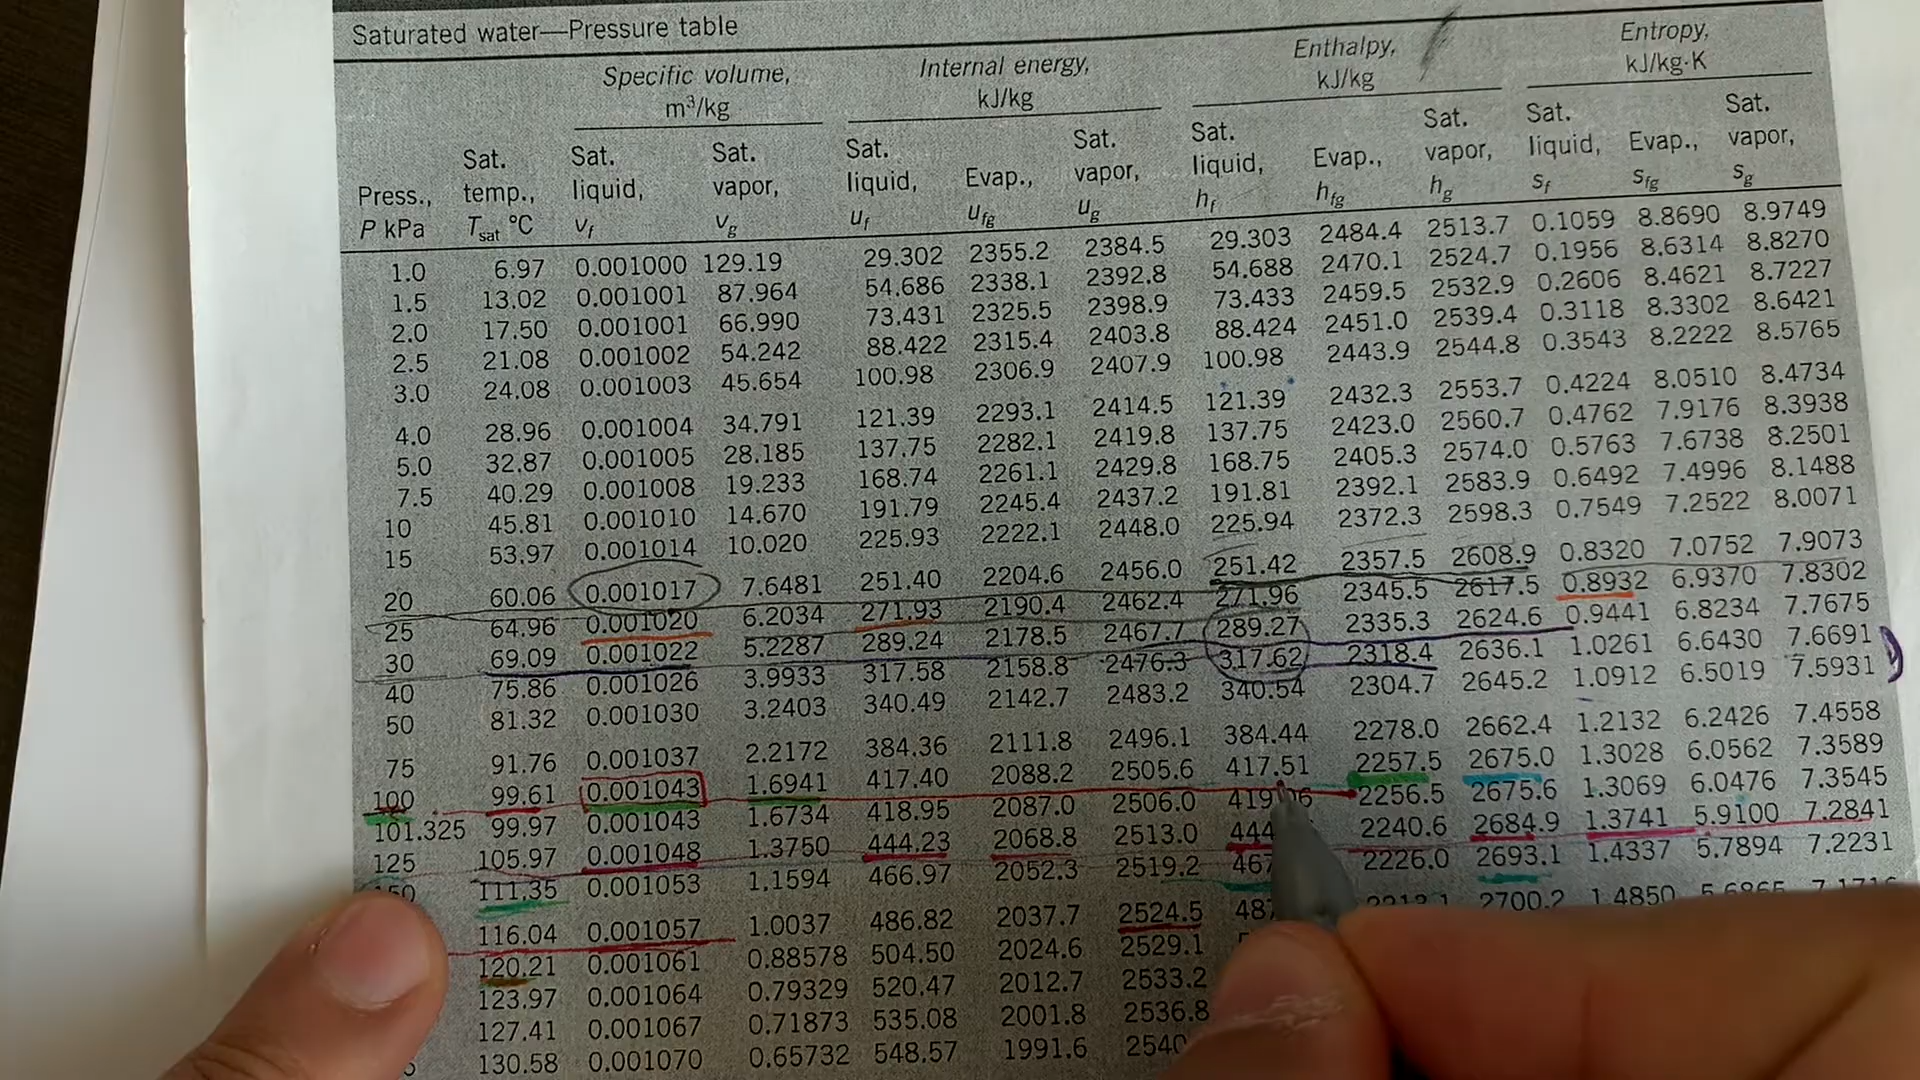 Saturated water—Pressure table
Specific volume, m³/kg
Internal energy, kJ/kg
Enthalpy, kJ/kg
Entropy, kJ/kg·K
Press., P kPa
Sat. temp., Tsat °C
Sat. liquid, vf
Sat. vapor, vg
Sat. liquid, uf
Evap., ufg
Sat. vapor, ug
Sat. liquid, hf
Evap., hfg
Sat. vapor, hg
Sat. liquid, sf
Evap., sfg
Sat. vapor, sg
1.0 6.97 0.001000 129.19 29.302 2355.2 2384.5 29.303 2484.4 2513.7 0.1059 8.8690 8.9749
1.5 13.02 0.001001 87.964 54.686 2338.1 2392.8 54.688 2470.1 2524.7 0.1956 8.6314 8.8270
2.0 17.50 0.001001 66.990 73.431 2325.5 2398.9 73.433 2459.5 2532.9 0.2606 8.4621 8.7227
2.5 21.08 0.001002 54.242 88.422 2315.4 2403.8 88.424 2451.0 2539.4 0.3118 8.3302 8.6421
3.0 24.08 0.001003 45.654 100.98 2306.9 2407.9 100.98 2443.9 2544.8 0.3543 8.2222 8.5765
4.0 28.96 0.001004 34.791 121.39 2293.1 2414.5 121.39 2432.3 2553.7 0.4224 8.0510 8.4734
5.0 32.87 0.001005 28.185 137.75 2282.1 2419.8 137.75 2423.0 2560.7 0.4762 7.9176 8.3938
7.5 40.29 0.001008 19.233 168.74 2261.1 2429.8 168.75 2405.3 2574.0 0.5763 7.6738 8.2501
10 45.81 0.001010 14.670 191.79 2245.4 2437.2 191.81 2392.1 2583.9 0.6492 7.4996 8.1488
15 53.97 0.001014 10.020 225.93 2222.1 2448.0 225.94 2372.3 2598.3 0.7549 7.2522 8.0071
20 60.06 0.001017 7.6481 251.40 2204.6 2456.0 251.42 2357.5 2608.9 0.8320 7.0752 7.9073
25 64.96 0.001020 6.2034 271.93 2190.4 2462.4 271.96 2345.5 2617.5 0.8932 6.9370 7.8302
30 69.09 0.001022 5.2287 289.24 2178.5 2467.7 289.27 2335.3 2624.6 0.9441 6.8234 7.7675
40 75.86 0.001026 3.9933 317.58 2158.8 2476.3 317.62 2318.4 2636.1 1.0261 6.6430 7.6691
50 81.32 0.001030 3.2403 340.49 2142.7 2483.2 340.54 2304.7 2645.2 1.0912 6.5019 7.5931
75 91.76 0.001037 2.2172 384.36 2111.8 2496.1 384.44 2278.0 2662.4 1.2132 6.2426 7.4558
100 99.61 0.001043 1.6941 417.40 2088.2 2505.6 417.51 2257.5 2675.0 1.3028 6.0562 7.3589
101.325 99.97 0.001043 1.6734 418.95 2087.0 2506.0 419.06 2256.5 2675.6 1.3069 6.0476 7.3545
125 105.97 0.001048 1.3750 444.23 2068.8 2513.0 444 2240.6 2684.9 1.3741 5.9100 7.2841
150 111.35 0.001053 1.1594 466.97 2052.3 2519.2 467 2226.0 2693.1 1.4337 5.7894 7.2231
116.04 0.001057 1.0037 486.82 2037.7 2524.5 487 2700.2 1.4850
120.21 0.001061 0.88578 504.50 2024.6 2529.1
123.97 0.001064 0.79329 520.47 2012.7 2533.2
127.41 0.001067 0.71873 535.08 2001.8 2536.8
130.58 0.001070 0.65732 548.57 1991.6 2540